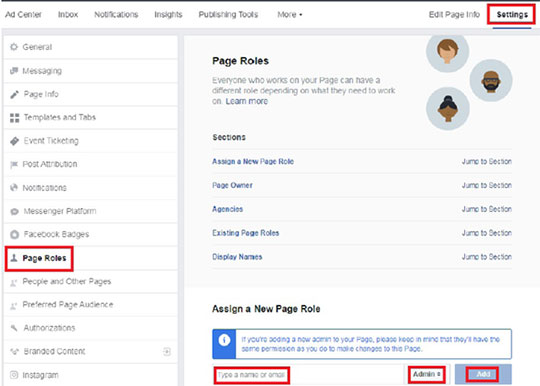 Ad Center Inbox Notifications Insights Publishing Tools More Edit Page Info Settings
General
Messaging
Page Info
Templates and Tabs
Event Ticketing
Post Attribution
Notifications
Messenger Platform
Facebook Badges
Page Roles
People and Other Pages
Preferred Page Audience
Authorizations
Branded Content
Instagram
Page Roles
Everyone who works on your Page can have a
different role depending on what they need to work
on. Learn more
Sections
Assign a New Page Role Jump to Section
Page Owner Jump to Section
Agencies Jump to Section
Existing Page Roles Jump to Section
Display Names Jump to Section
Assign a New Page Role
If you're adding a new admin to your Page, please keep in mind that they'll have the
same permission as you do to make changes to this Page.
Type a name or email Admin Add